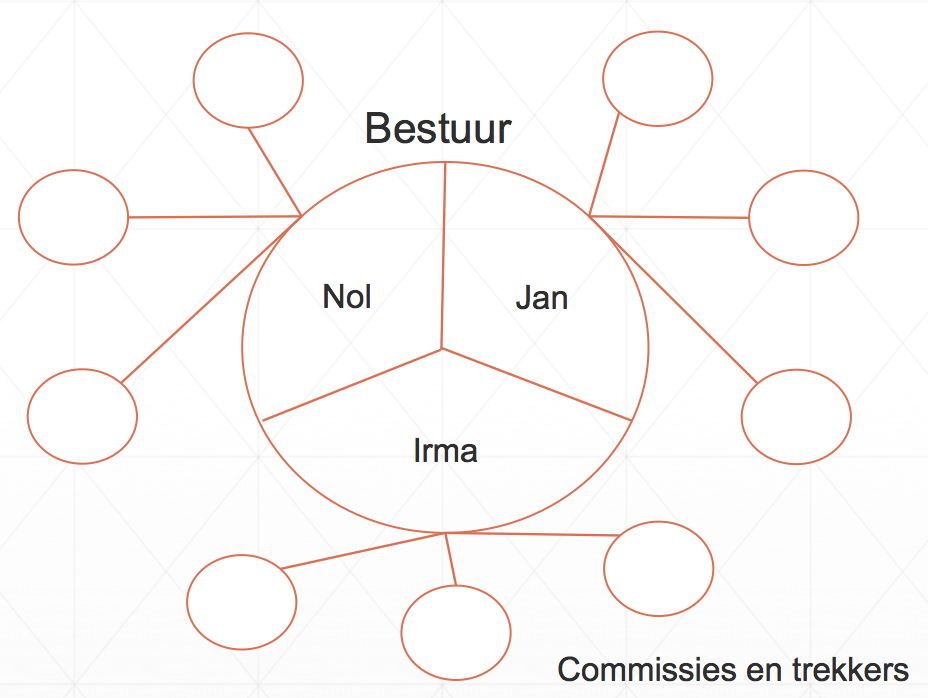 Bestuur
Nol
Jan
Irma
Commissies en trekkers